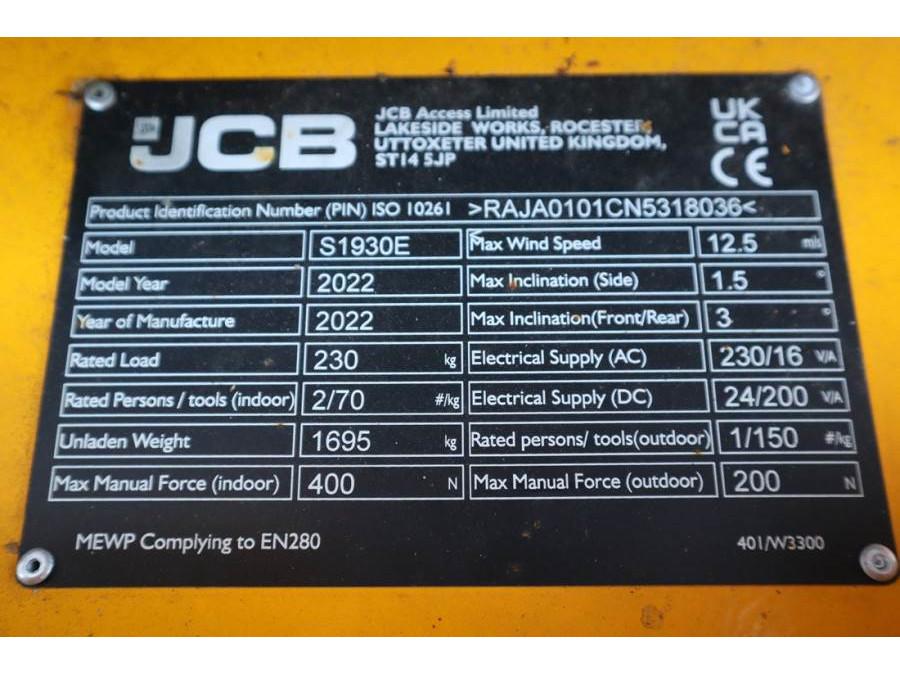 JCB
JCB Access Limited
LAKESIDE WORKS, ROCESTER,
UTTOXETER UNITED KINGDOM,
ST14 5JP
UK
CA
CE
Product Identification Number (PIN) ISO 10261 >RAJA0101CN5318036<
Model S1930E Max Wind Speed 12.5 m/s
Model Year 2022 Max Inclination (Side) 1.5 °
Year of Manufacture 2022 Max Inclination(Front/Rear) 3 °
Rated Load 230 kg Electrical Supply (AC) 230/16 V/A
Rated Persons / tools (indoor) 2/70 #/kg Electrical Supply (DC) 24/200 V/A
Unladen Weight 1695 kg Rated persons/ tools(outdoor) 1/150 #/kg
Max Manual Force (indoor) 400 N Max Manual Force (outdoor) 200 N
MEWP Complying to EN280 401/W3300